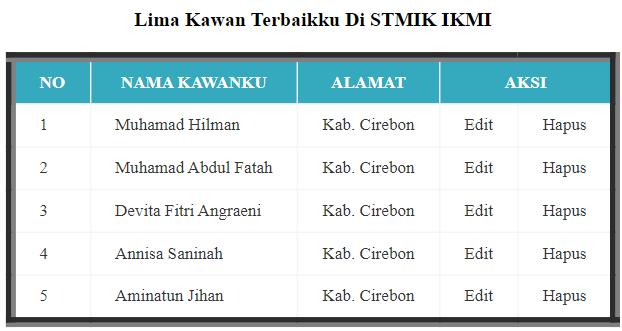 Lima Kawan Terbaikku Di STMIK IKMI
NO NAMA KAWANKU ALAMAT AKSI
1 Muhamad Hilman Kab. Cirebon Edit Hapus
2 Muhamad Abdul Fatah Kab. Cirebon Edit Hapus
3 Devita Fitri Angraeni Kab. Cirebon Edit Hapus
4 Annisa Saninah Kab. Cirebon Edit Hapus
5 Aminatun Jihan Kab. Cirebon Edit Hapus